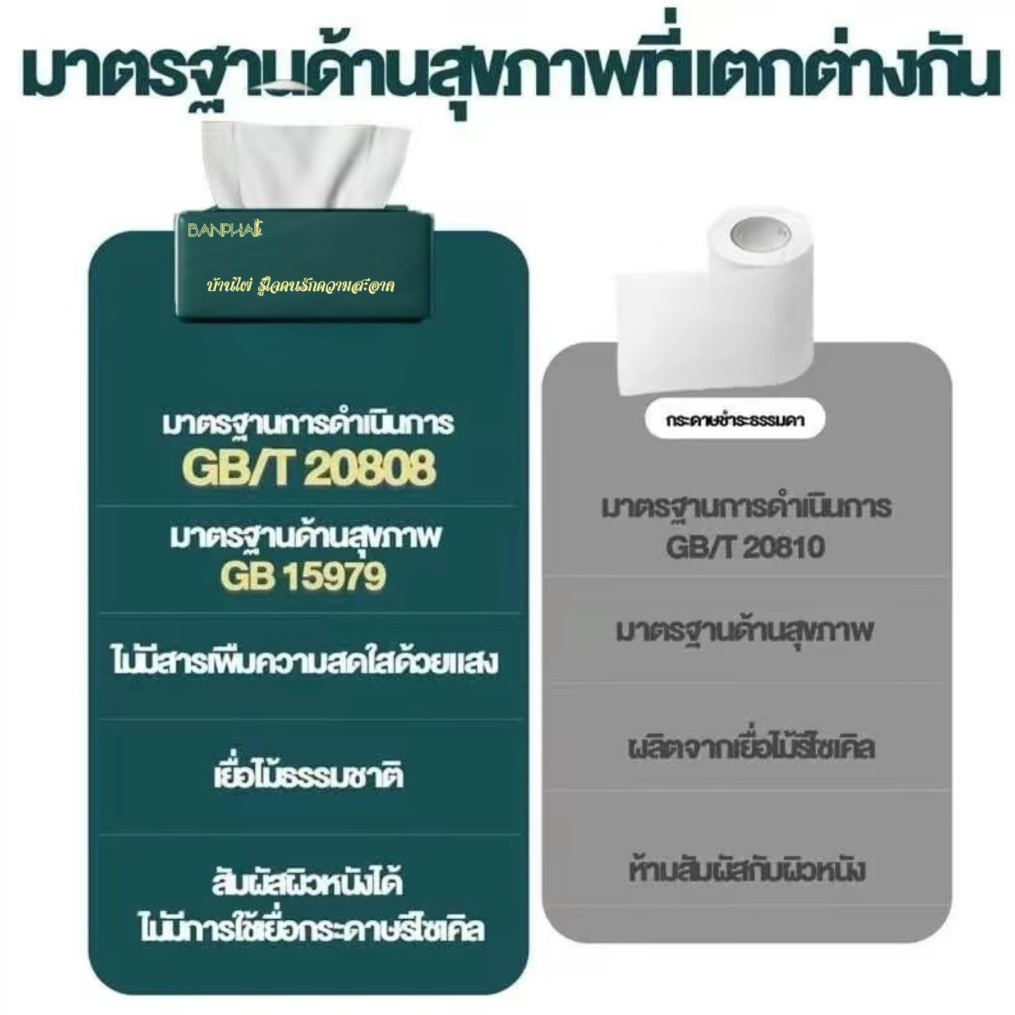 มาตรฐานด้านสุขภาพที่แตกต่างกัน
BANPHAI
บ้านไผ่ รู้ใจคนรักความสะอาด
มาตรฐานการดำเนินการ
GB/T 20808
มาตรฐานด้านสุขภาพ
GB 15979
ไม่มีสารเพิ่มความสดใสด้วยแสง
เยื่อไม้ธรรมชาติ
สัมผัสผิวหนังได้
ไม่มีการใช้เยื่อกระดาษรีไซเคิล
กระดาษชำระธรรมดา
มาตรฐานการดำเนินการ
GB/T 20810
มาตรฐานด้านสุขภาพ
ผลิตจากเยื่อไม้รีไซเคิล
ห้ามสัมผัสกับผิวหนัง